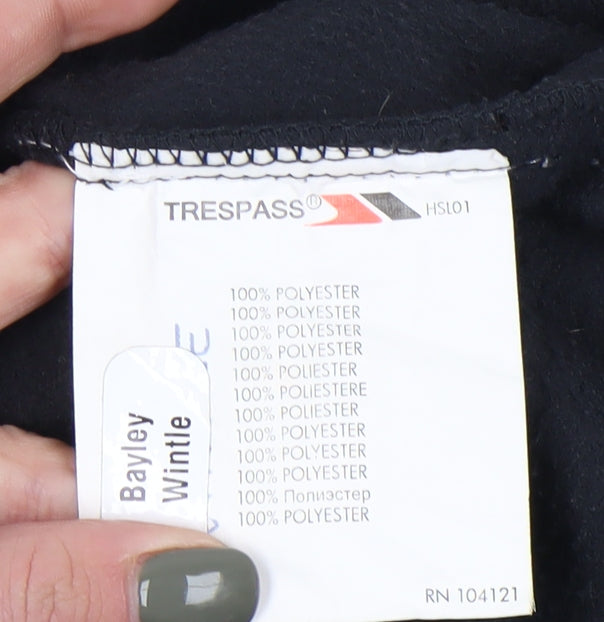 TRESPASS® HSL01
100% POLYESTER
100% POLYESTER
100% POLYESTER
100% POLYESTER
100% POLIESTER
100% POLIESTERE
100% POLIESTER
100% POLYESTER
100% POLYESTER
100% POLYESTER
100% Полиэстер
100% POLYESTER
Bayley
Wintle
RN 104121